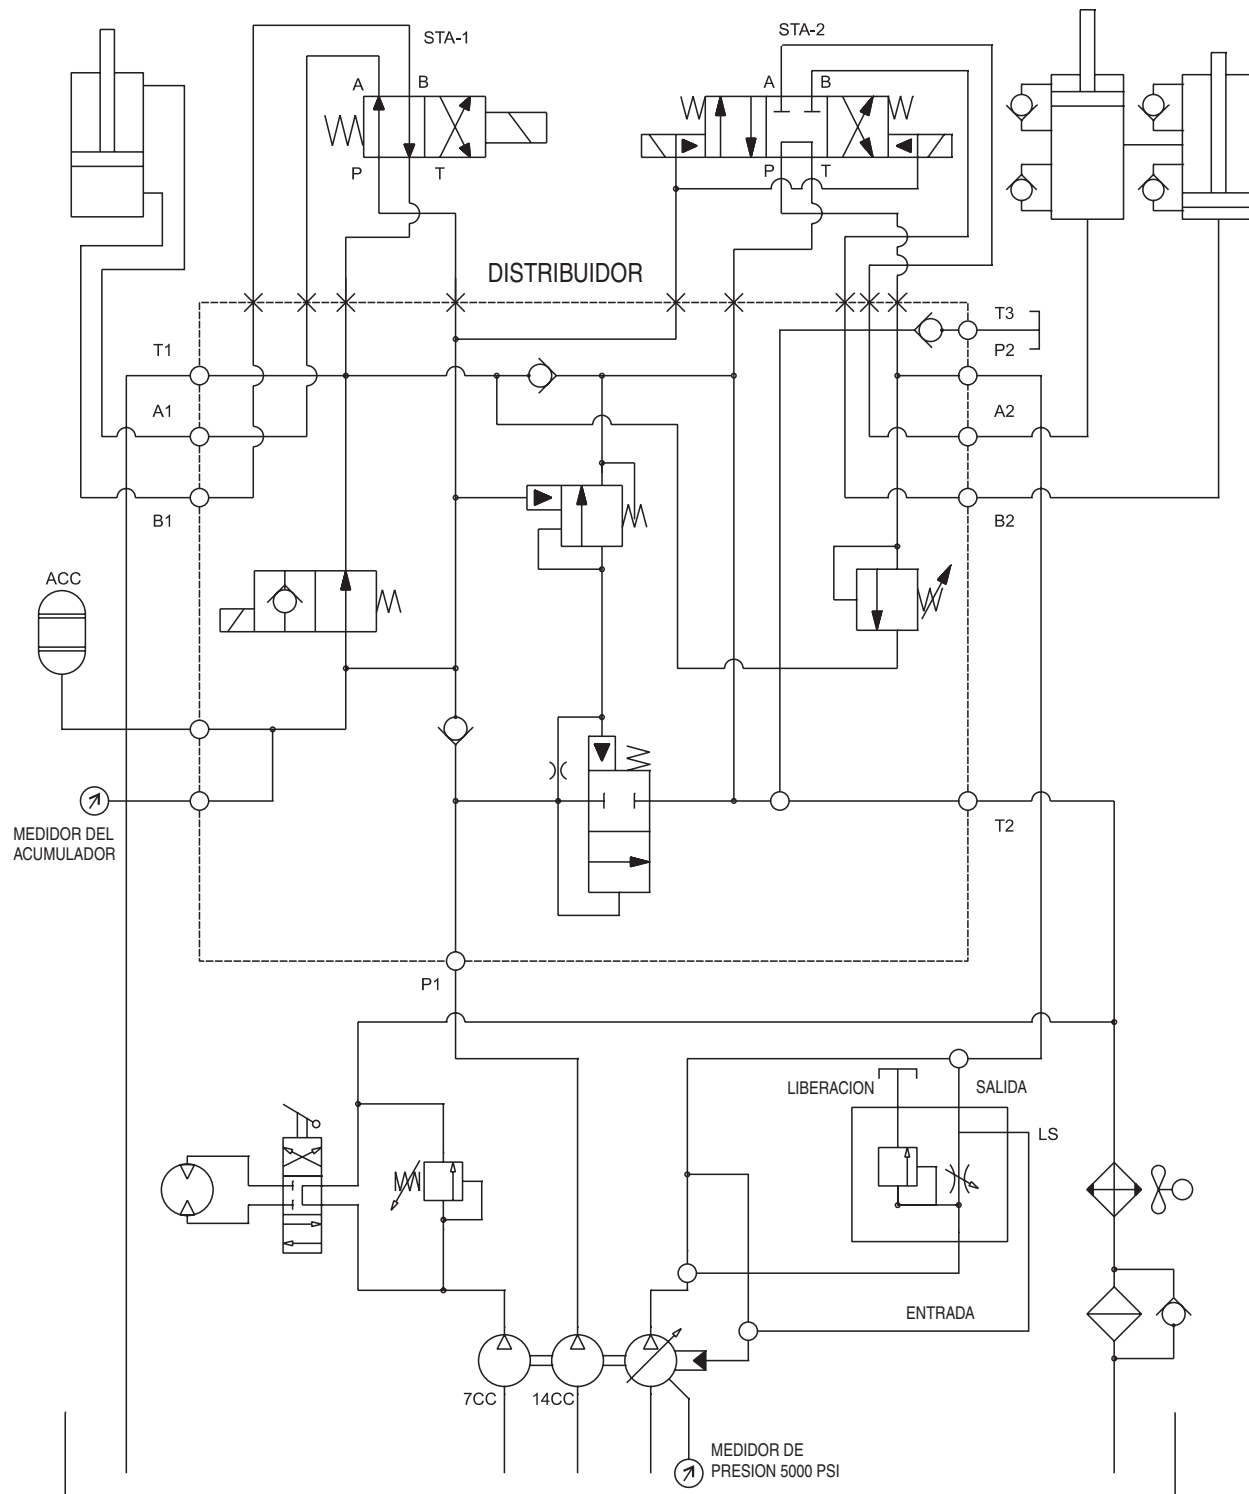 STA-1
STA-2
A
B
A
B
P
T
P
T
DISTRIBUIDOR
T3
T1
P2
A1
A2
B1
B2
ACC
MEDIDOR DEL
ACUMULADOR
T2
P1
LIBERACION
SALIDA
LS
ENTRADA
7CC
14CC
MEDIDOR DE
PRESION 5000 PSI